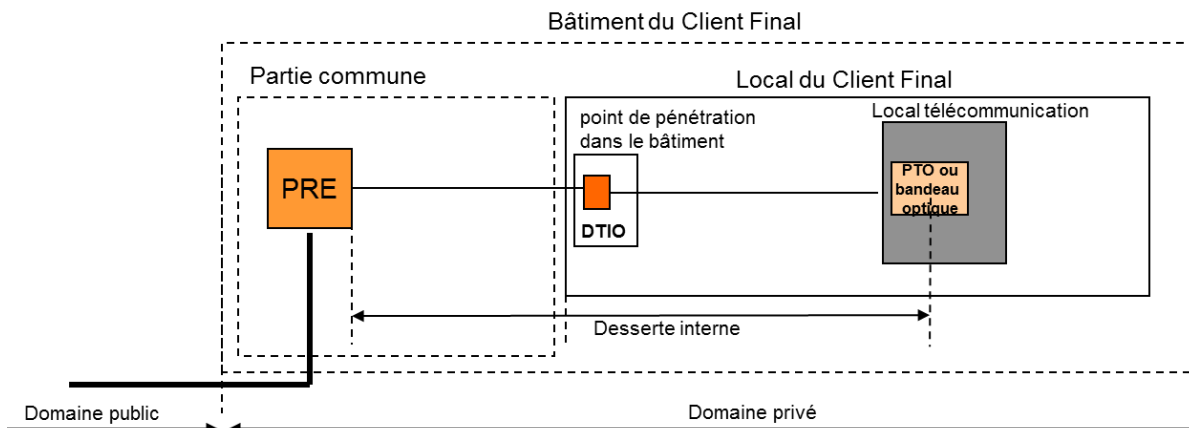 Bâtiment du Client Final
Partie commune
Local du Client Final
point de pénétration
dans le bâtiment
Local télécommunication
PRE
PTO ou
bandeau
optique
DTIO
Desserte interne
Domaine public
Domaine privé